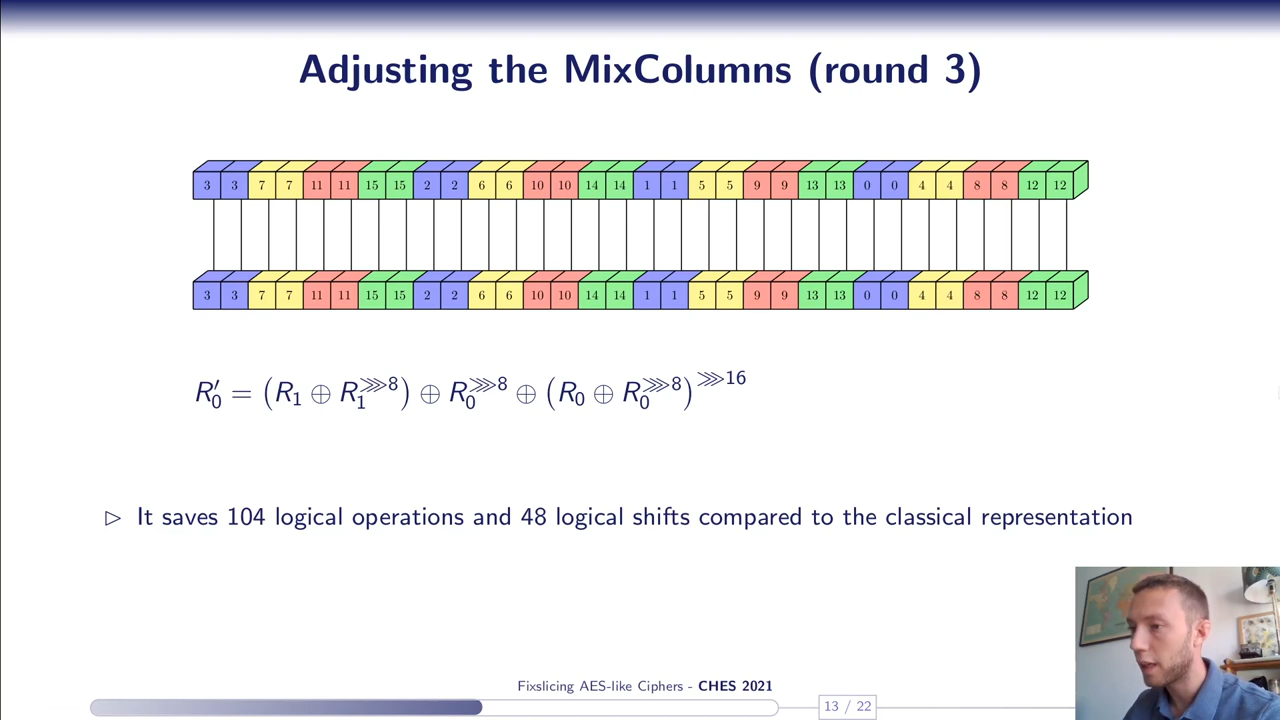 Adjusting the MixColumns (round 3)
3 3 7 7 11 11 15 15 2 2 6 6 10 10 14 14 1 1 5 5 9 9 13 13 0 0 4 4 8 8 12 12
3 3 7 7 11 11 15 15 2 2 6 6 10 10 14 14 1 1 5 5 9 9 13 13 0 0 4 4 8 8 12 12
R′₀ = (R₁ ⊕ R₁^⋙8) ⊕ R₀^⋙8 ⊕ (R₀ ⊕ R₀^⋙8)^⋙16
▷ It saves 104 logical operations and 48 logical shifts compared to the classical representation
Fixslicing AES-like Ciphers - CHES 2021
13 / 22